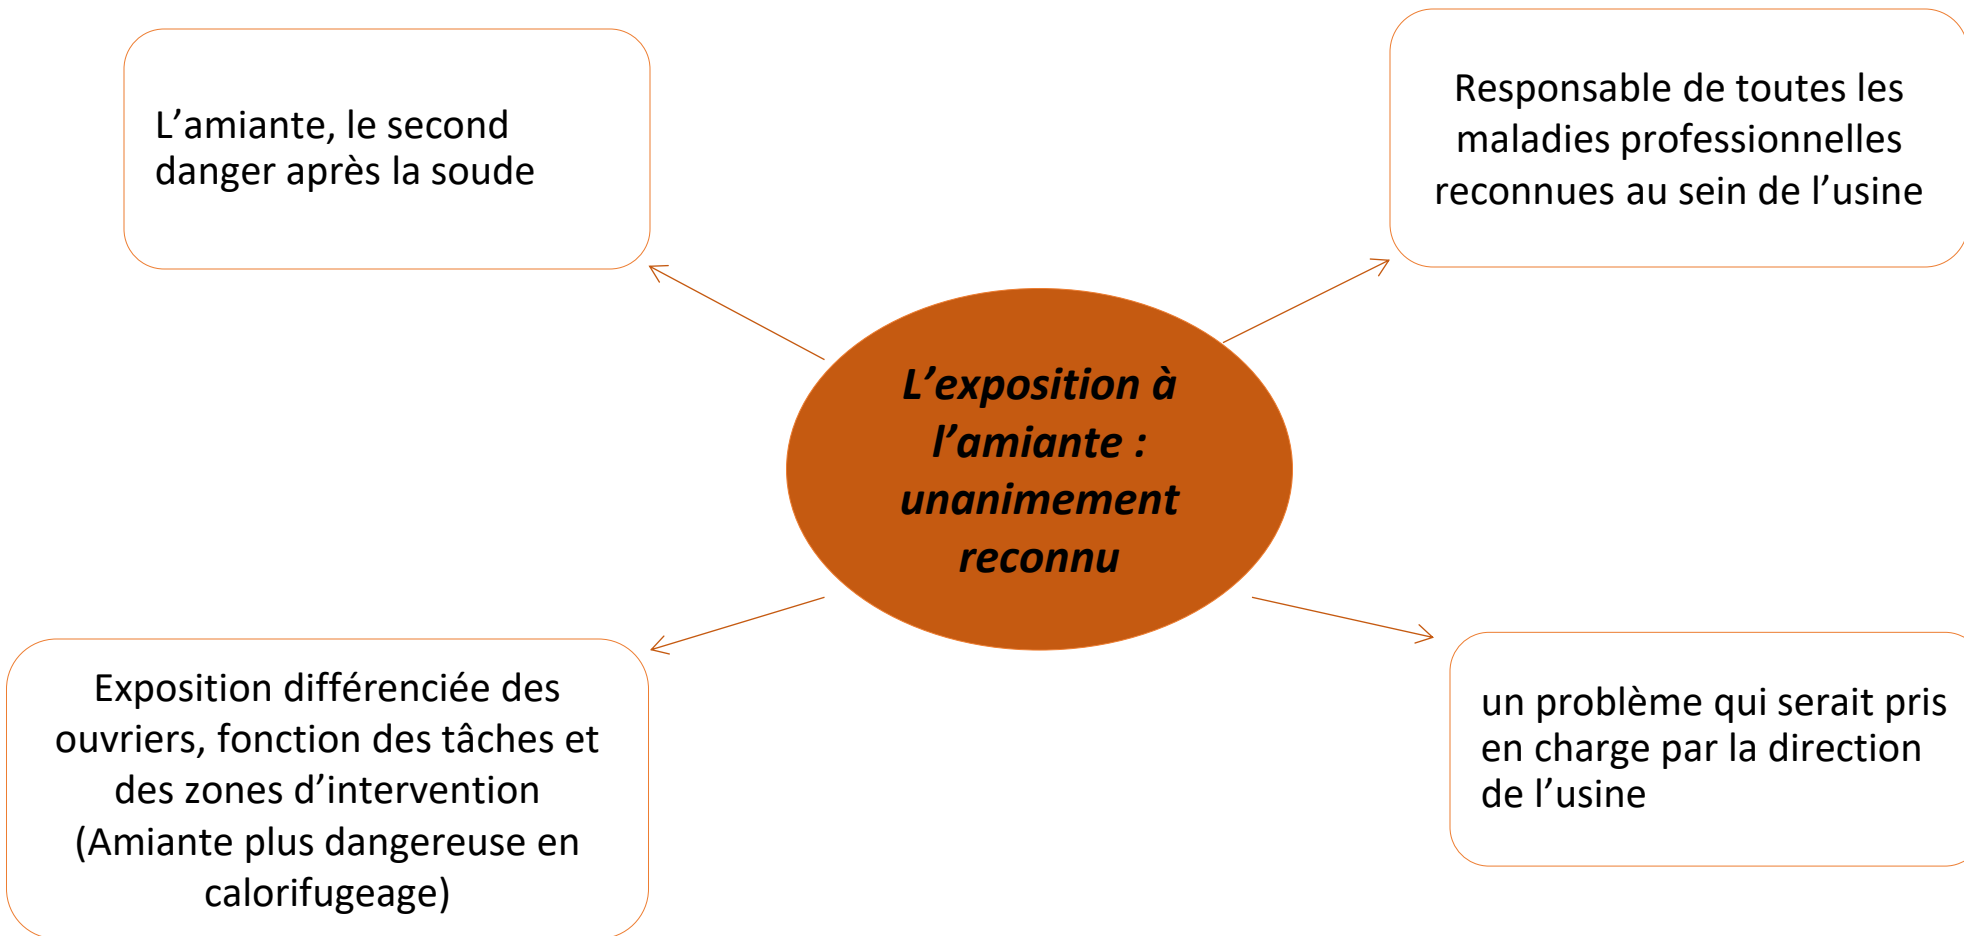 L’amiante, le second
danger après la soude
Responsable de toutes les
maladies professionnelles
reconnues au sein de l’usine
L’exposition à
l’amiante :
unanimement
reconnu
Exposition différenciée des
ouvriers, fonction des tâches et
des zones d’intervention
(Amiante plus dangereuse en
calorifugeage)
un problème qui serait pris
en charge par la direction
de l’usine